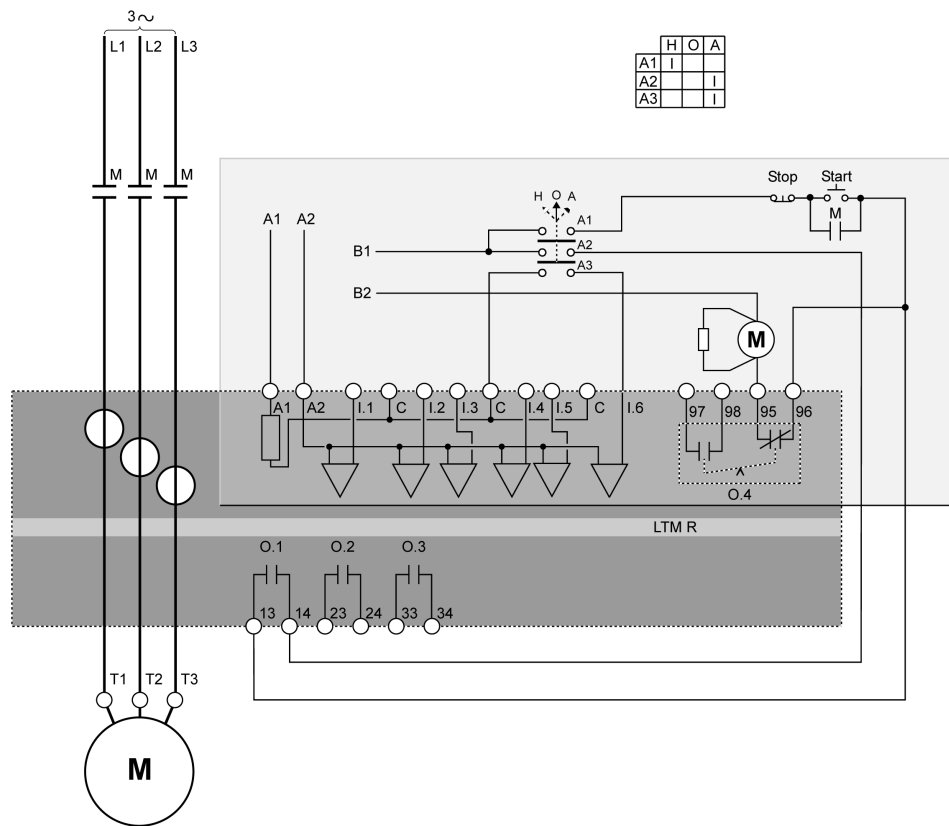 3~
L1 L2 L3
H O A
A1 I
A2 I
A3 I
M M M
Stop Start
H O A
A1
M
A1 A2
B1
A2
A3
B2
M
A1 A2 I.1 C I.2 I.3 C I.4 I.5 C I.6 97 98 95 96
O.4
LTM R
O.1 O.2 O.3
13 14 23 24 33 34
T1 T2 T3
M